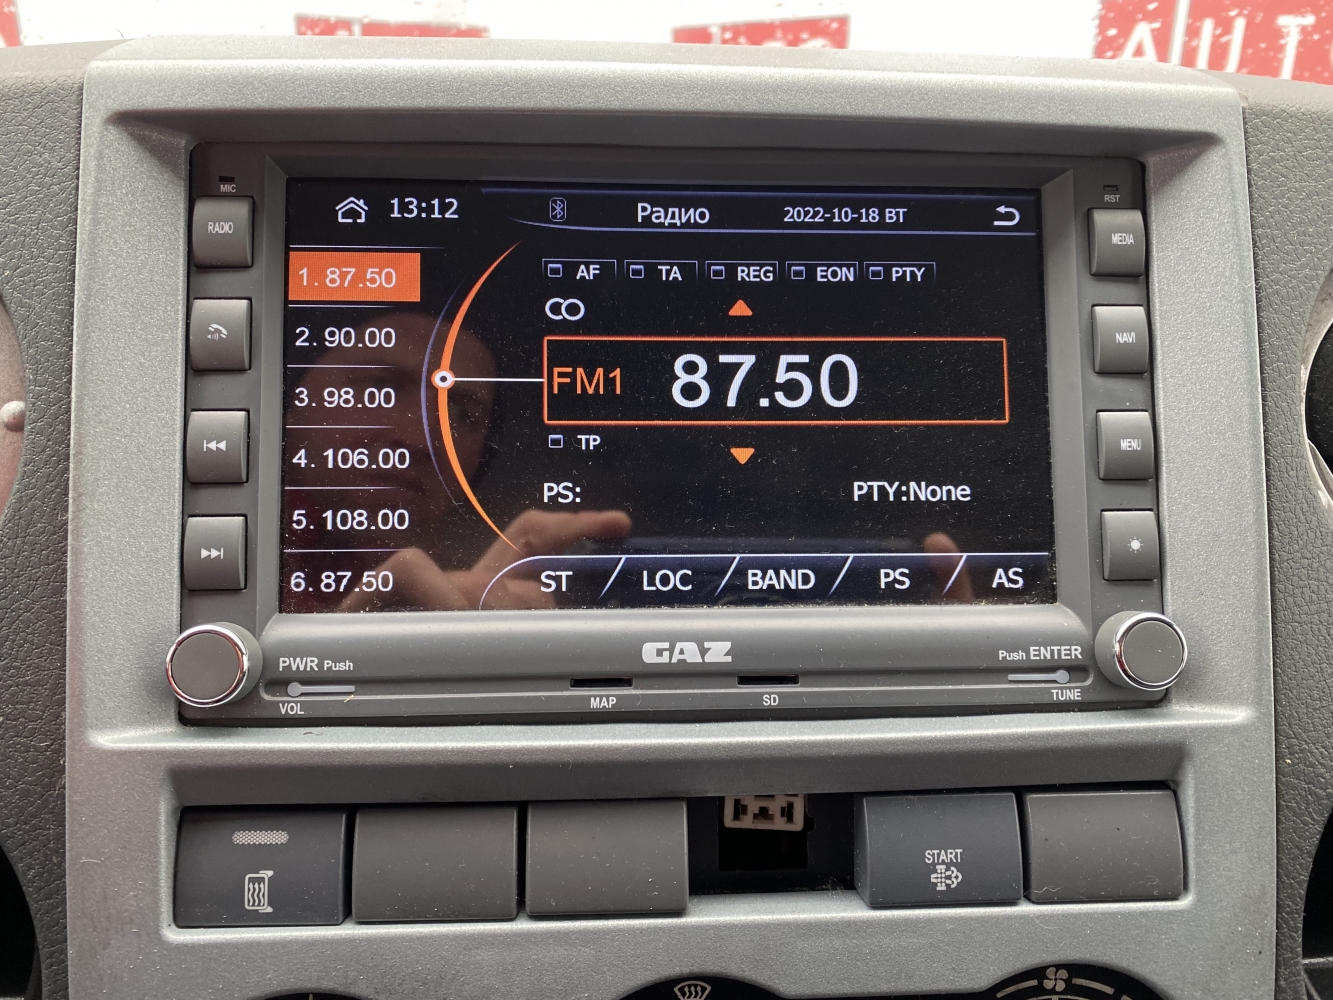 AUT
MIC
RST
RADIO
MEDIA
NAVI
MENU
13:12
Радио
2022-10-18 ВТ
1. 87.50
2. 90.00
3. 98.00
4. 106.00
5. 108.00
6. 87.50
AF TA REG EON PTY
FM1 87.50
TP
PS:
PTY:None
ST LOC BAND PS AS
GAZ
PWR Push
VOL
MAP
SD
Push ENTER
TUNE
START